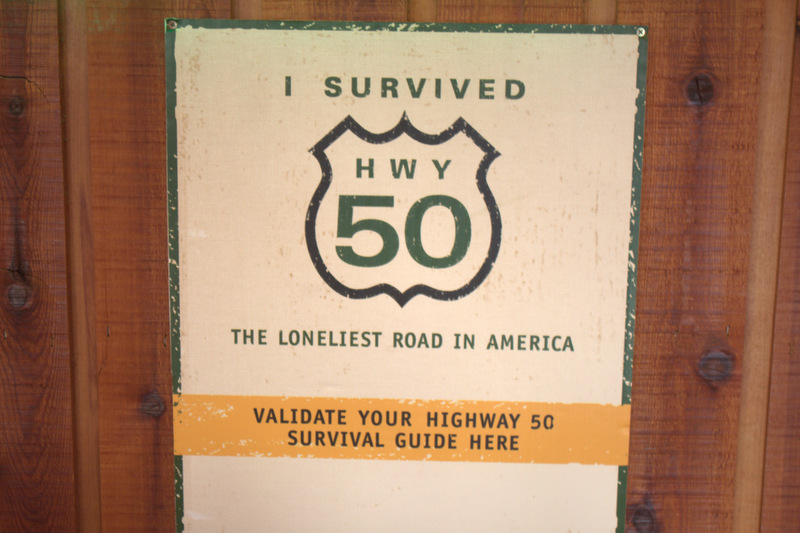 I SURVIVED
HWY
50
THE LONELIEST ROAD IN AMERICA
VALIDATE YOUR HIGHWAY 50
SURVIVAL GUIDE HERE